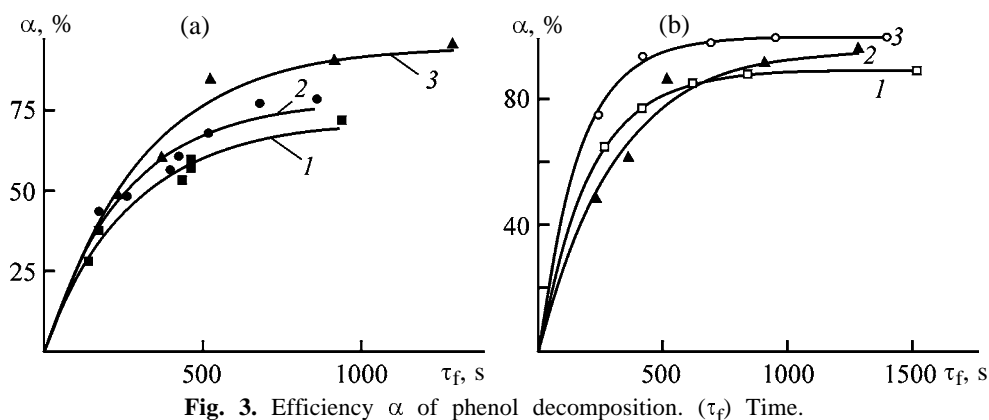 α, %
(a)
75
50
25
3
2
1
500
1000
τf, s
α, %
(b)
80
40
3
2
1
500
1000
1500
τf, s
Fig. 3. Efficiency α of phenol decomposition. (τf) Time.